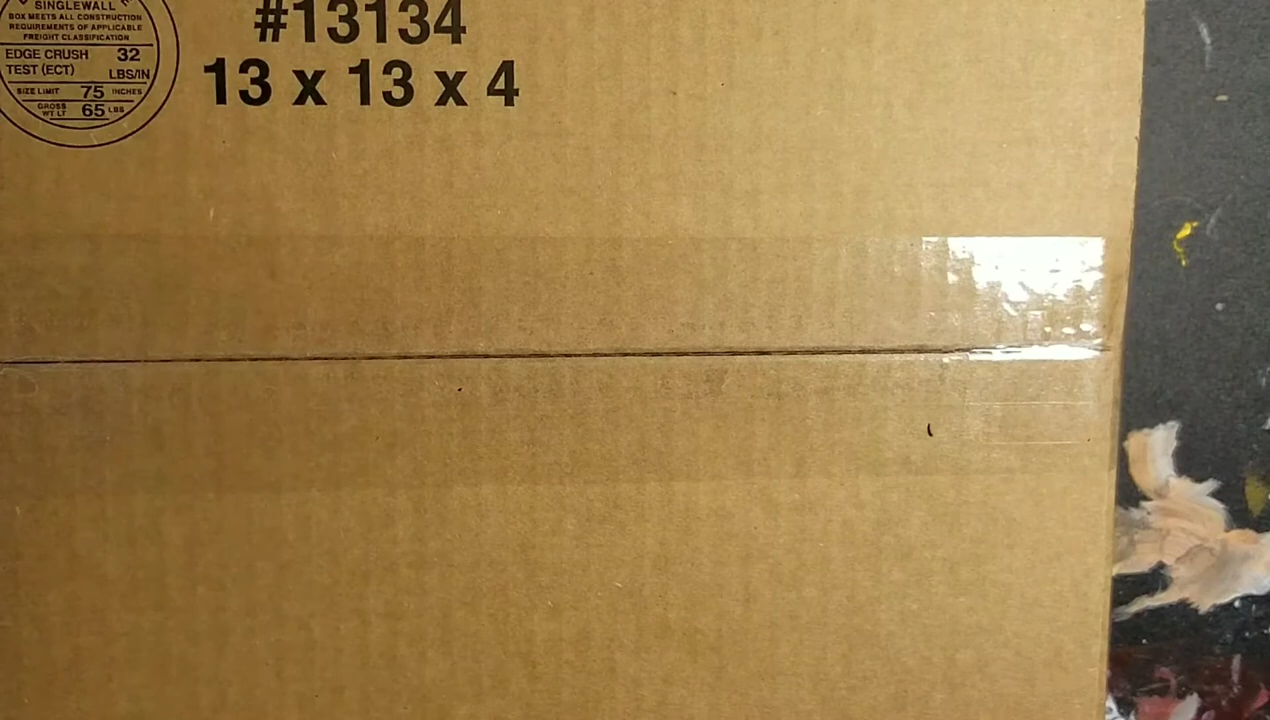 SINGLEWALL
BOX MEETS ALL CONSTRUCTION
REQUIREMENTS OF APPLICABLE
FREIGHT CLASSIFICATION
EDGE CRUSH TEST (ECT) 32 LBS/IN
SIZE LIMIT 75 INCHES
GROSS WT LT 65 LBS
#13134
13 x 13 x 4